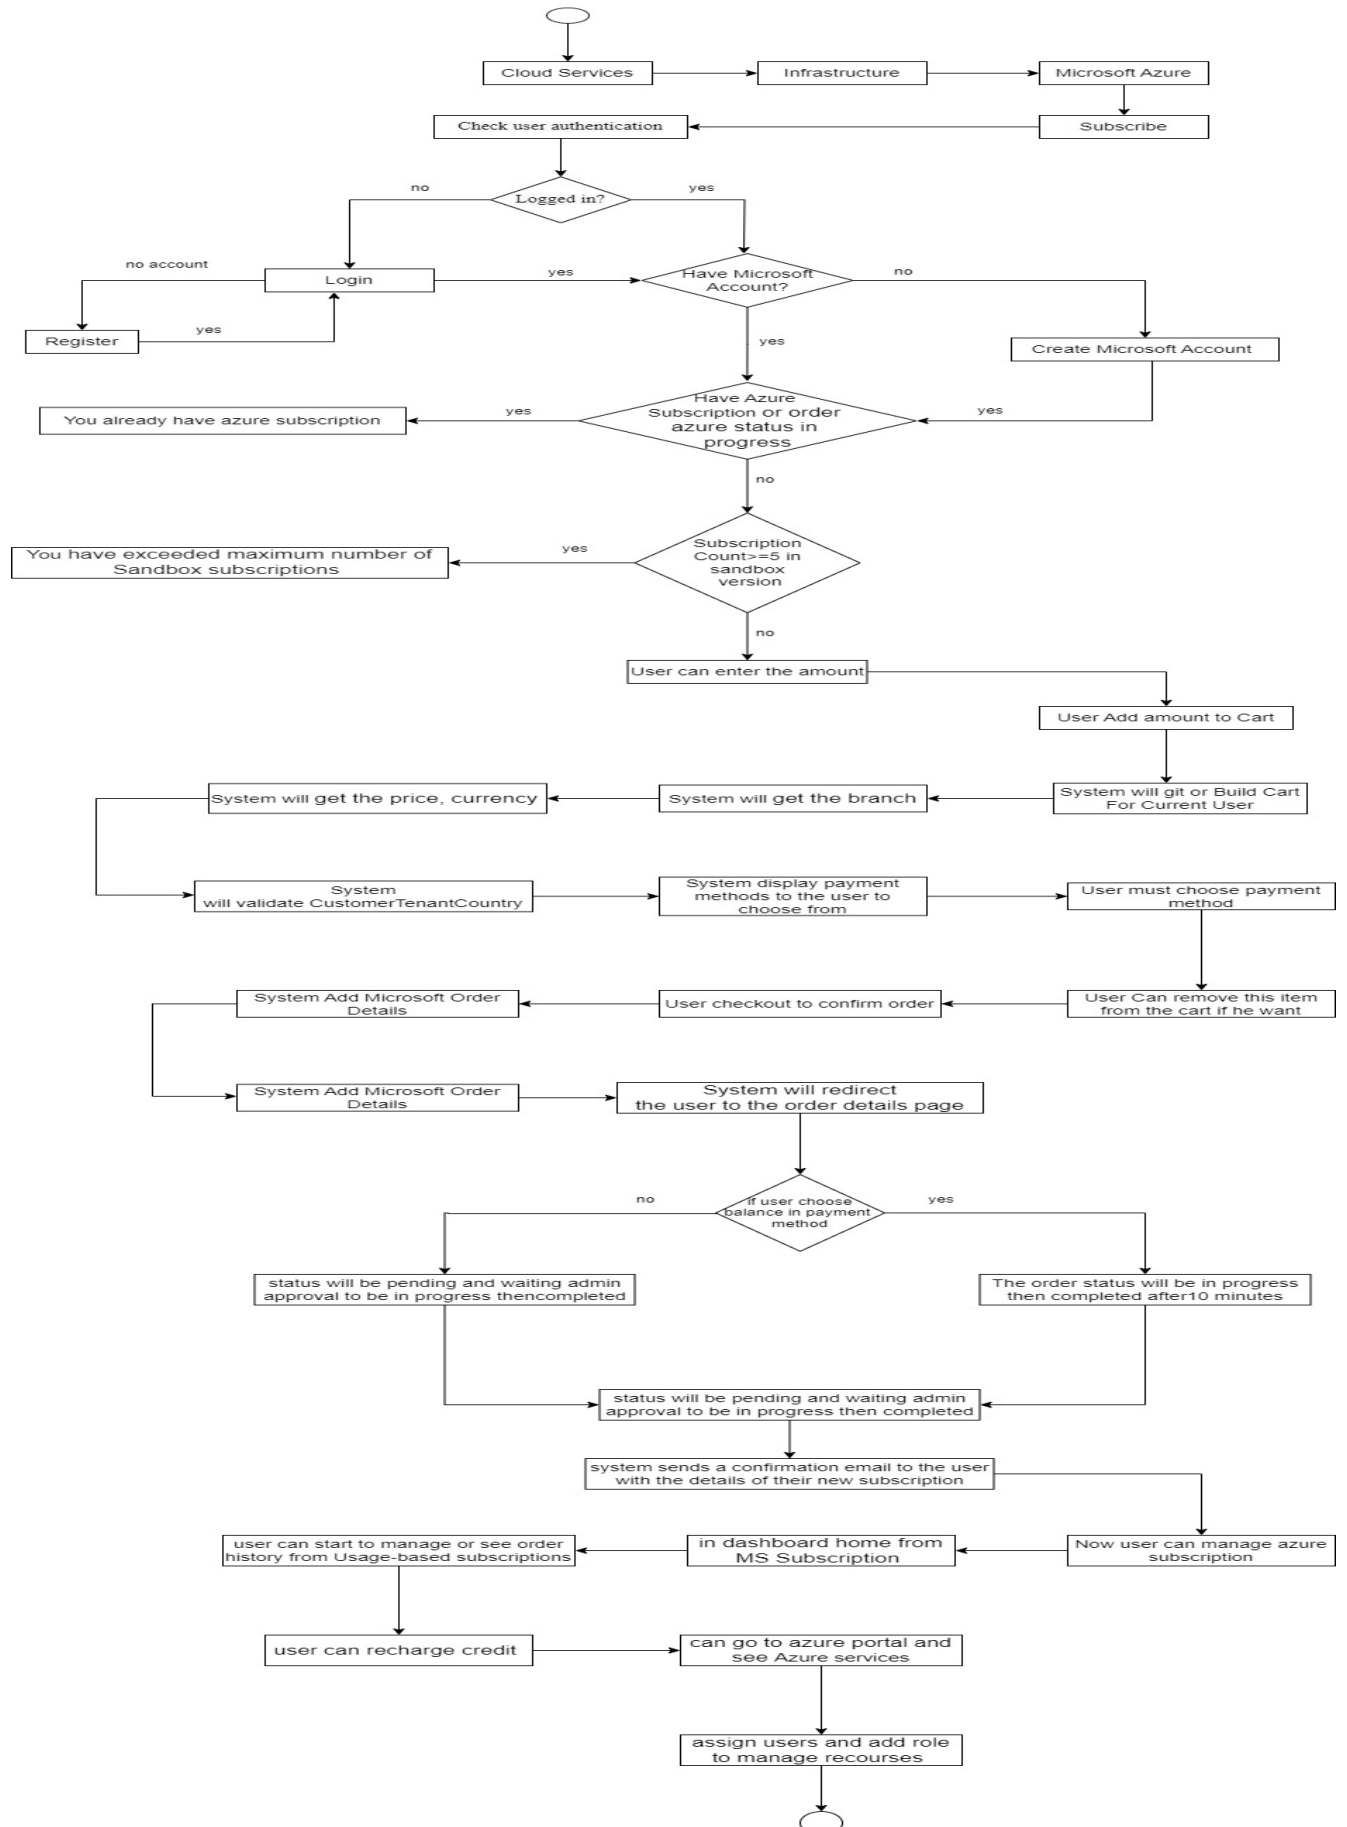 Cloud Services
Infrastructure
Microsoft Azure
Check user authentication
Subscribe
no
yes
Logged in?
no account
Login
yes
Have Microsoft
Account?
no
Register
yes
yes
Create Microsoft Account
You already have azure subscription
yes
Have Azure
Subscription or order
azure status in
progress
yes
no
You have exceeded maximum number of
Sandbox subscriptions
yes
Subscription
Count>=5 in
sandbox
version
no
User can enter the amount
User Add amount to Cart
System will git or Build Cart
For Current User
System will get the branch
System will get the price, currency
System
will validate CustomerTenantCountry
System display payment
methods to the user to
choose from
User must choose payment
method
User Can remove this item
from the cart if he want
User checkout to confirm order
System Add Microsoft Order
Details
System Add Microsoft Order
Details
System will redirect
the user to the order details page
no
If user choose
balance in payment
method
yes
status will be pending and waiting admin
approval to be in progress thencompleted
The order status will be in progress
then completed after10 minutes
status will be pending and waiting admin
approval to be in progress then completed
system sends a confirmation email to the user
with the details of their new subscription
Now user can manage azure
subscription
in dashboard home from
MS Subscription
user can start to manage or see order
history from Usage-based subscriptions
user can recharge credit
can go to azure portal and
see Azure services
assign users and add role
to manage recourses